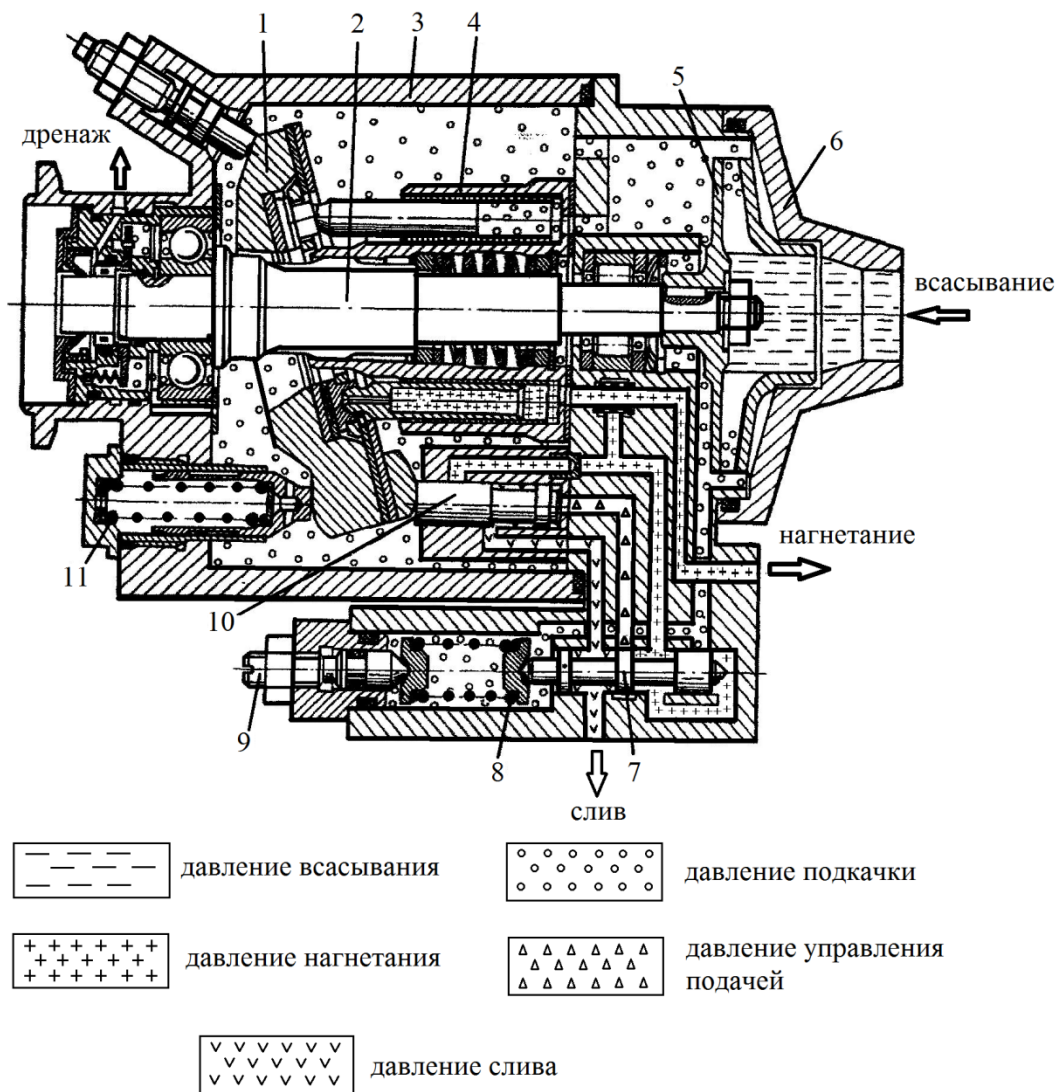 1
2
3
4
5
6
дренаж
всасывание
нагнетание
11
10
9
8
7
слив
давление всасывания
давление подкачки
давление нагнетания
давление управления
подачей
давление слива